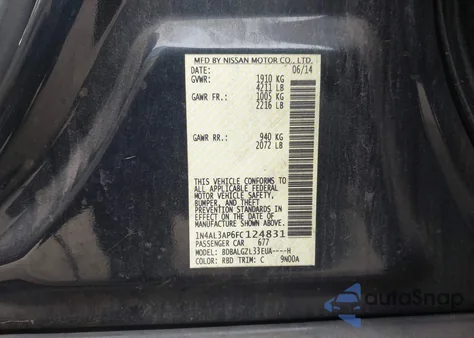 MFD BY NISSAN MOTOR CO., LTD.
DATE: 06/14
GVWR: 1910 KG
4211 LB
GAWR FR.: 1005 KG
2216 LB
GAWR RR.: 940 KG
2072 LB
THIS VEHICLE CONFORMS TO
ALL APPLICABLE FEDERAL
MOTOR VEHICLE SAFETY,
BUMPER, AND THEFT
PREVENTION STANDARDS IN
EFFECT ON THE DATE OF
MANUFACTURE SHOWN ABOVE.
1N4AL3AP6FC124831
PASSENGER CAR 677
MODEL: BDBALGZL33EUA----H
COLOR: RBD TRIM: C 9N00A
autoSnap